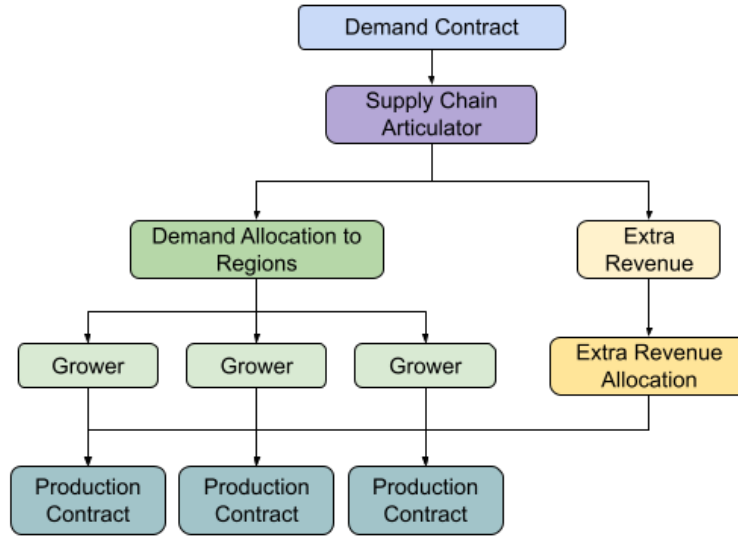 Demand Contract
Supply Chain
Articulator
Demand Allocation to
Regions
Extra
Revenue
Grower
Grower
Grower
Extra Revenue
Allocation
Production
Contract
Production
Contract
Production
Contract